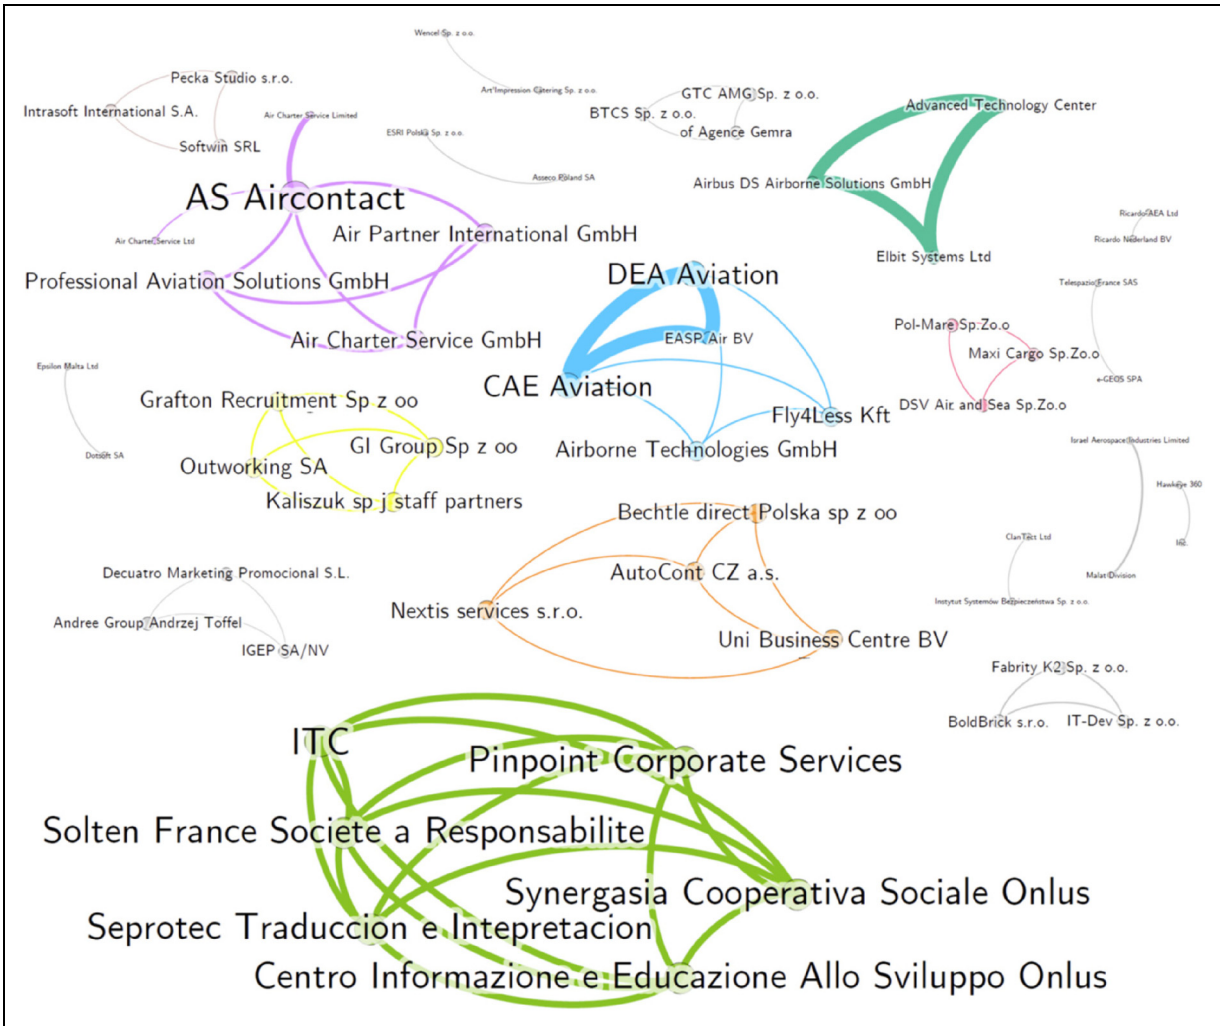 Wencel Sp. z o.o.
Pecka Studio s.r.o.
Art'Impression Catering Sp. z o.o.
GTC AMG Sp. z o.o.
Advanced Technology Center
Intrasoft International S.A.
Air Charter Service Limited
BTCS Sp. z o.o.
ESRI Polska Sp. z o.o.
of Agence Gemra
Softwin SRL
Asseco Poland SA
Airbus DS Airborne Solutions GmbH
AS Aircontact
Ricardo-AEA Ltd
Air Partner International GmbH
Air Charter Service Ltd
Ricardo Nederland BV
Elbit Systems Ltd
DEA Aviation
Professional Aviation Solutions GmbH
Telespazio France SAS
Pol-Mare Sp.Zo.o
Air Charter Service GmbH
EASP Air BV
Maxi Cargo Sp.Zo.o
Epsilon Malta Ltd
e-GEOS SPA
CAE Aviation
Grafton Recruitment Sp z oo
DSV Air and Sea Sp.Zo.o
Fly4Less Kft
Israel Aerospace Industries Limited
GI Group Sp z oo
Airborne Technologies GmbH
Dotsoft SA
Outworking SA
Hawkeye 360
Kaliszuk sp j staff partners
Bechtle direct Polska sp z oo
ClanTect Ltd
Inc.
Decuatro Marketing Promocional S.L.
AutoCont CZ a.s.
Malat Division
Instytut Systemów Bezpieczeństwa Sp. z o.o.
Nextis services s.r.o.
Andree Group Andrzej Toffel
Uni Business Centre BV
IGEP SA/NV
Fabrity K2 Sp. z o.o.
BoldBrick s.r.o.
IT-Dev Sp. z o.o.
ITC
Pinpoint Corporate Services
Solten France Societe a Responsabilite
Synergasia Cooperativa Sociale Onlus
Seprotec Traduccion e Intepretacion
Centro Informazione e Educazione Allo Sviluppo Onlus